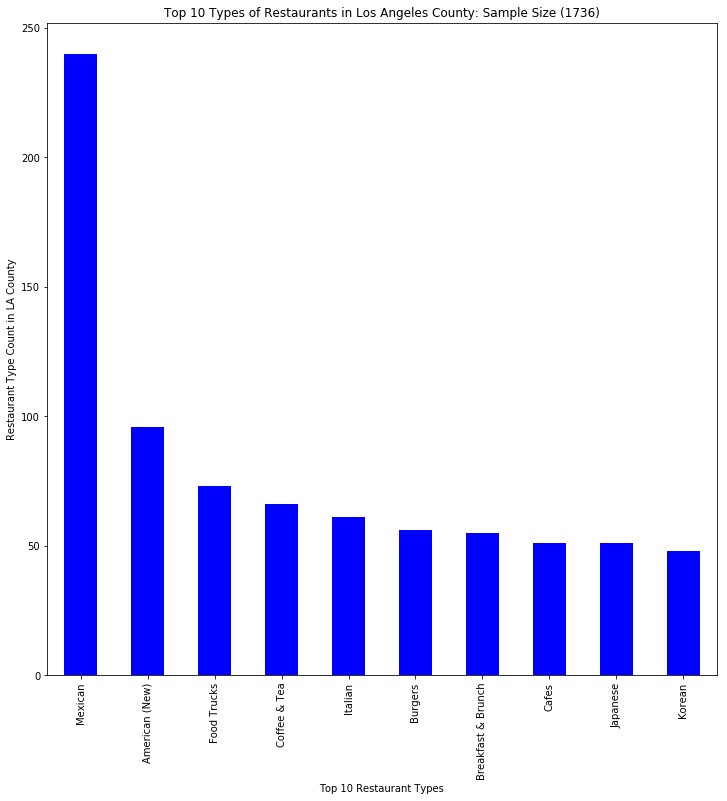 Top 10 Types of Restaurants in Los Angeles County: Sample Size (1736)
Restaurant Type Count in LA County
250
200
150
100
50
0
Mexican
American (New)
Food Trucks
Coffee & Tea
Italian
Burgers
Breakfast & Brunch
Cafes
Japanese
Korean
Top 10 Restaurant Types